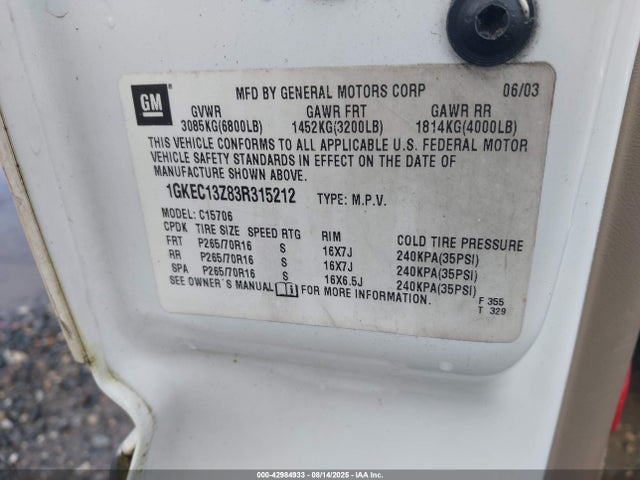 GM
MFD BY GENERAL MOTORS CORP 06/03
GVWR GAWR FRT GAWR RR
3085KG(6800LB) 1452KG(3200LB) 1814KG(4000LB)
THIS VEHICLE CONFORMS TO ALL APPLICABLE U.S. FEDERAL MOTOR
VEHICLE SAFETY STANDARDS IN EFFECT ON THE DATE OF
MANUFACTURE SHOWN ABOVE.
1GKEC13Z83R315212 TYPE: M.P.V.
MODEL: C15706
CPDK TIRE SIZE SPEED RTG RIM COLD TIRE PRESSURE
FRT P265/70R16 S 16X7J 240KPA(35PSI)
RR P265/70R16 S 16X7J 240KPA(35PSI)
SPA P265/70R16 S 16X6.5J 240KPA(35PSI)
SEE OWNER'S MANUAL FOR MORE INFORMATION.
F 355
T 329
000-42984933 - 08/14/2025 - IAAI.COM